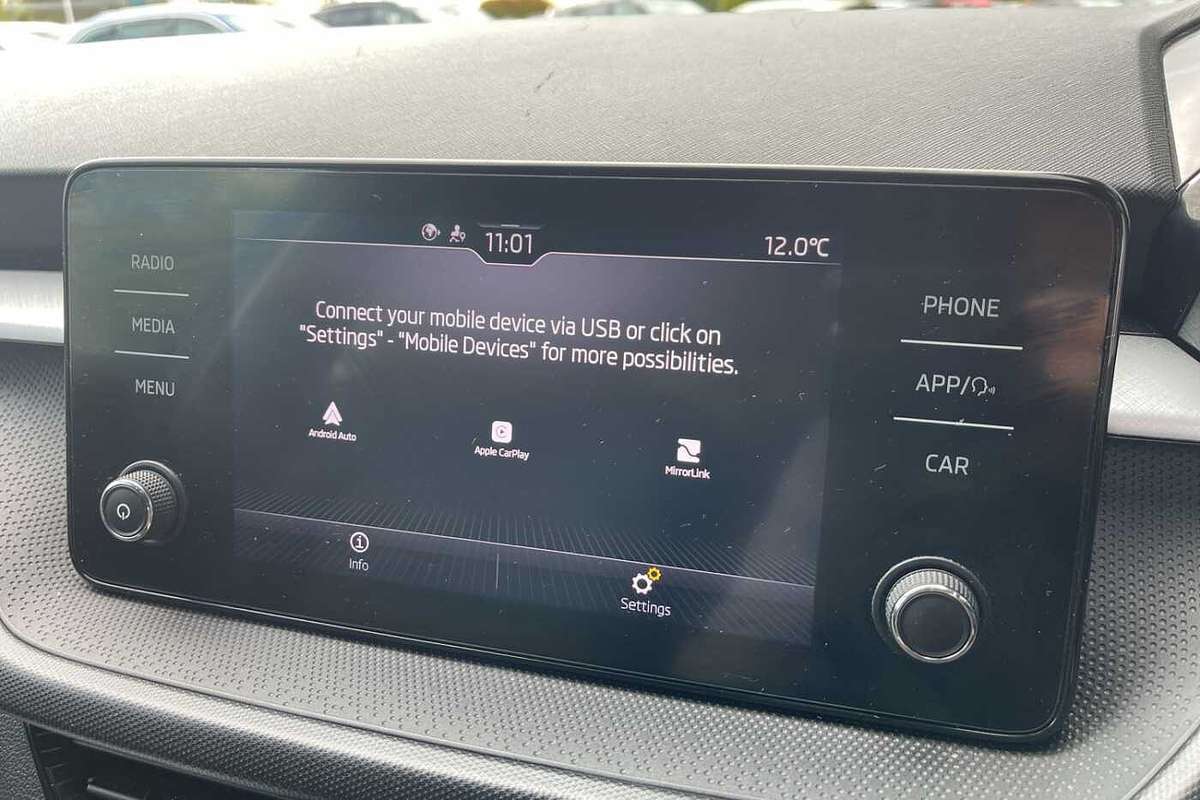 11:01
12.0°C
RADIO
MEDIA
MENU
Connect your mobile device via USB or click on
"Settings" - "Mobile Devices" for more possibilities.
Android Auto
Apple CarPlay
MirrorLink
Info
Settings
PHONE
APP/
CAR